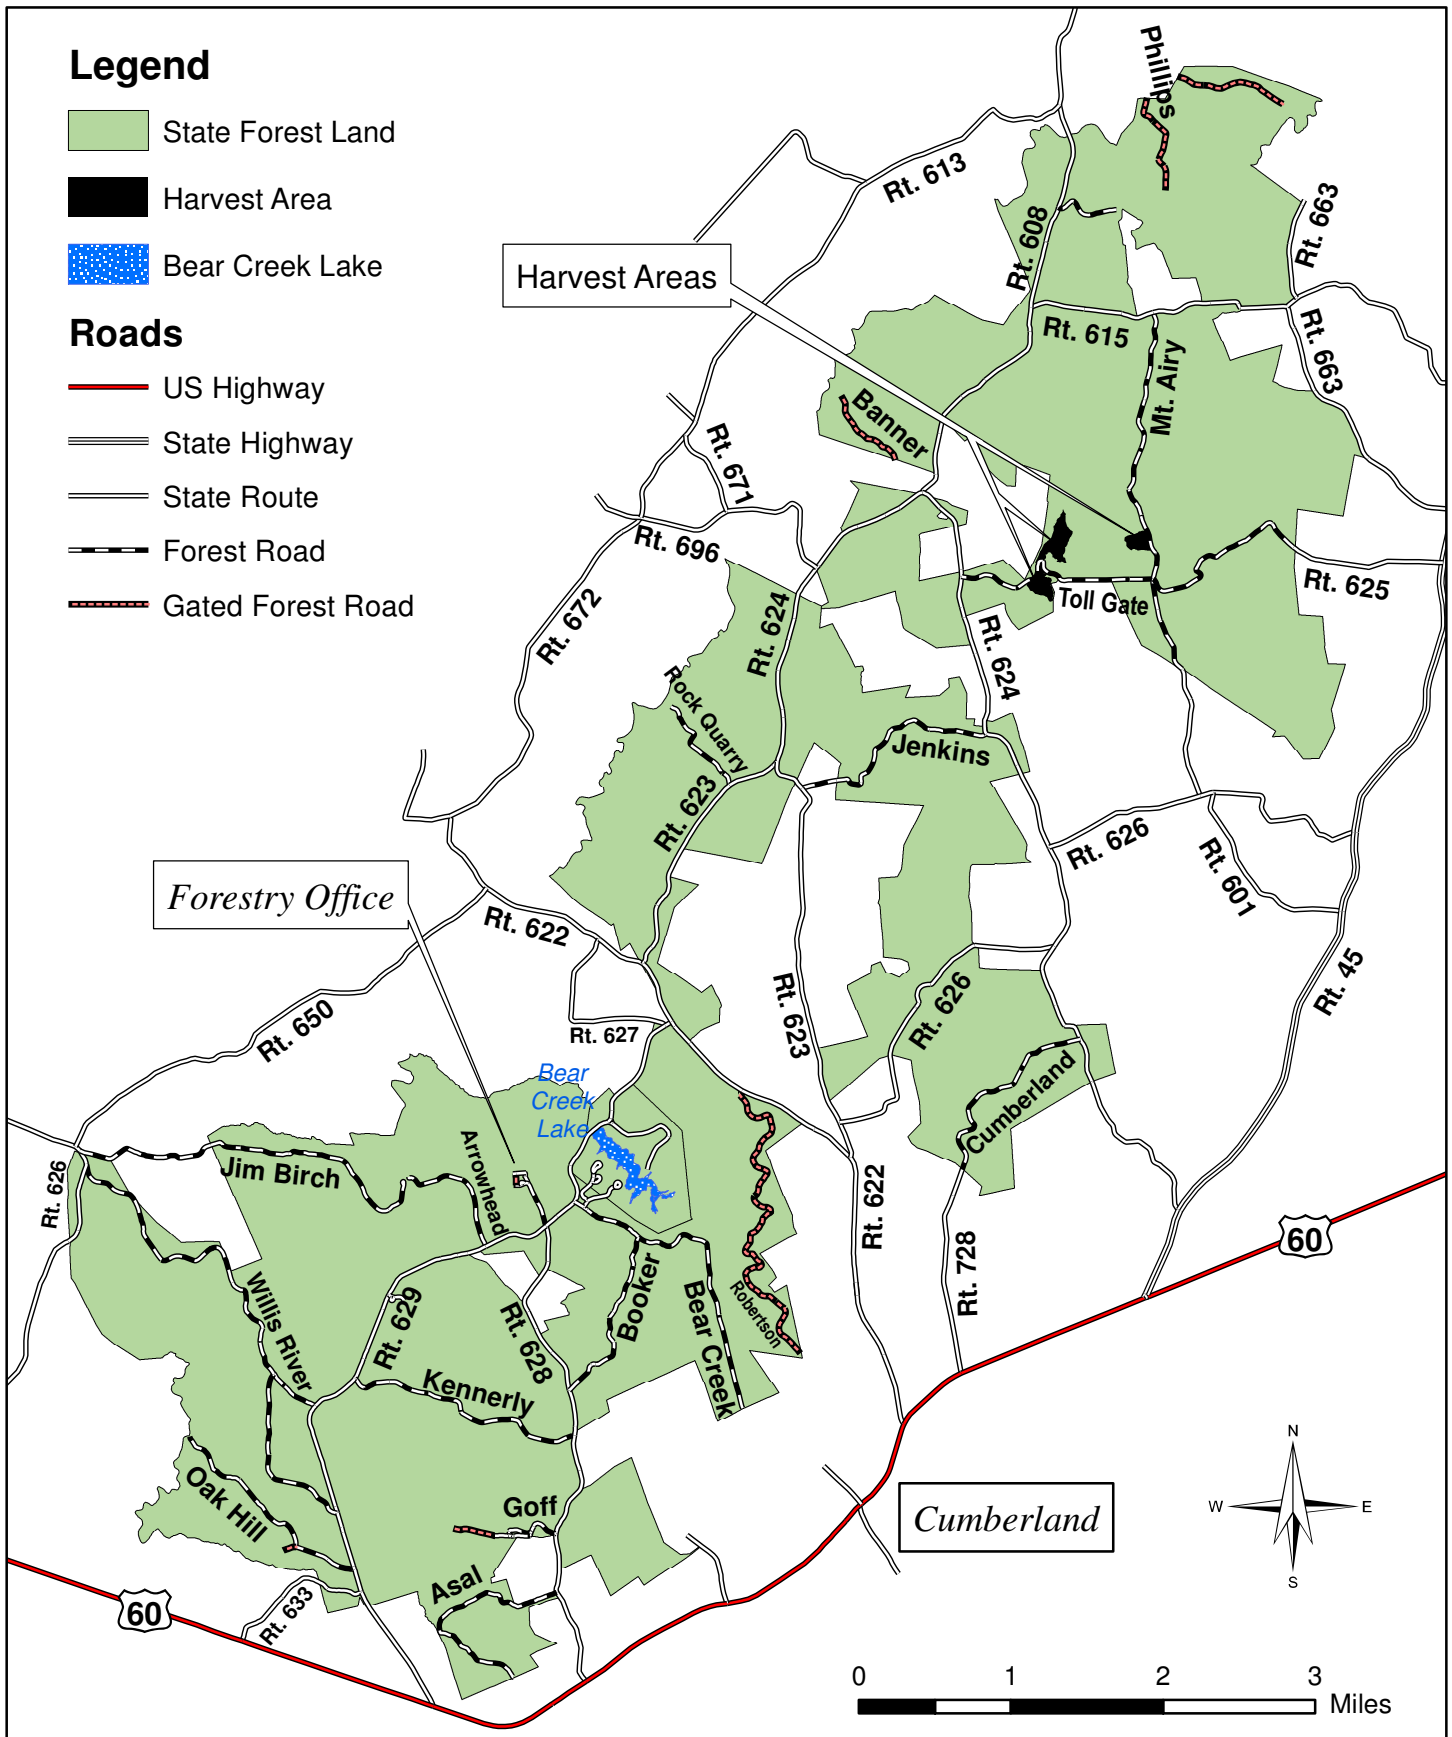 Legend
State Forest Land
Harvest Area
Bear Creek Lake
Roads
US Highway
State Highway
State Route
Forest Road
Gated Forest Road
Phillips
Rt. 613
Rt. 663
Rt. 608
Harvest Areas
Rt. 615
Rt. 663
Mt. Airy
Banner
Rt. 671
Rt. 696
Rt. 625
Toll Gate
Rt. 672
Rt. 624
Rt. 624
Rock Quarry
Jenkins
Rt. 623
Rt. 626
Rt. 601
Forestry Office
Rt. 622
Rt. 45
Rt. 626
Rt. 623
Rt. 650
Rt. 627
Bear
Creek
Lake
Cumberland
Rt. 626
Jim Birch
Arrowhead
Rt. 622
60
Rt. 728
Booker
Bear Creek
Robertson
Willis River
Rt. 629
Rt. 628
Kennerly
N
W
E
S
Oak Hill
Goff
Cumberland
Asal
60
Rt. 633
0
1
2
3
Miles